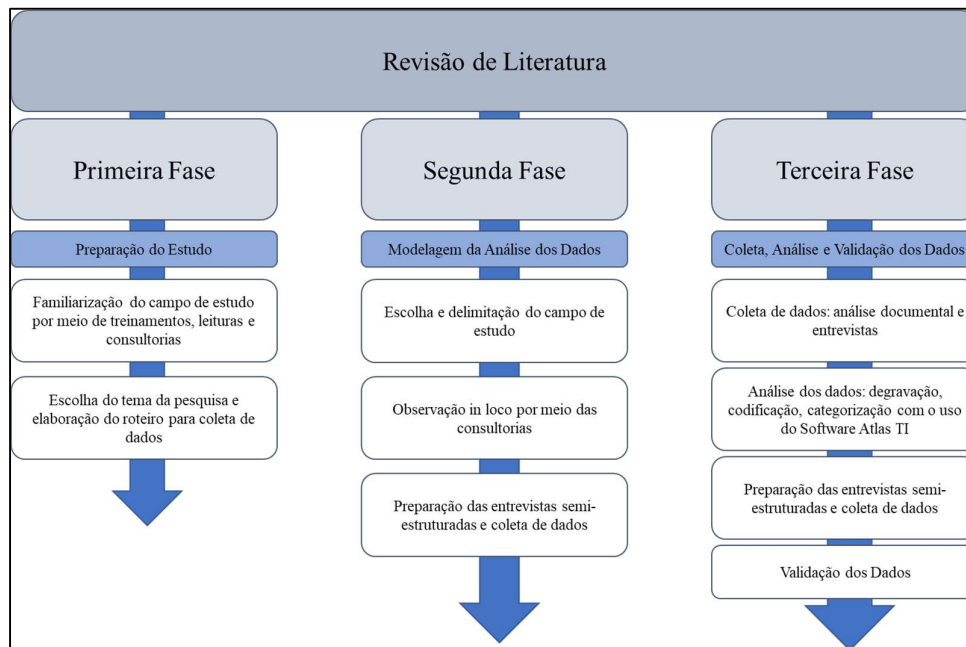 Revisão de Literatura
Primeira Fase
Preparação do Estudo
Familiarização do campo de estudo
por meio de treinamentos, leituras e
consultorias
Escolha do tema da pesquisa e
elaboração do roteiro para coleta de
dados
Segunda Fase
Modelagem da Análise dos Dados
Escolha e delimitação do campo de
estudo
Observação in loco por meio das
consultorias
Preparação das entrevistas semi-
estruturadas e coleta de dados
Terceira Fase
Coleta, Análise e Validação dos Dados
Coleta de dados: análise documental e
entrevistas
Análise dos dados: degravação,
codificação, categorização com o uso
do Software Atlas TI
Preparação das entrevistas semi-
estruturadas e coleta de dados
Validação dos Dados